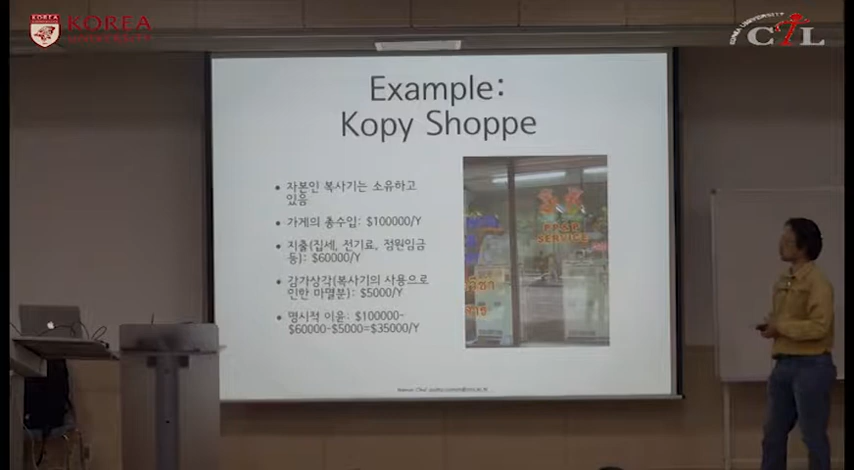 KOREA
CTL
Example:
Kopy Shoppe
• 자본인 복사기는 소유하고
있음
• 가게의 총수입: $100000/Y
• 지출(집세, 전기료, 점원임금
등): $60000/Y
• 감가상각(복사기의 사용으로
인한 마멸분): $5000/Y
• 명시적 이윤: $100000-
$60000-$5000=$35000/Y